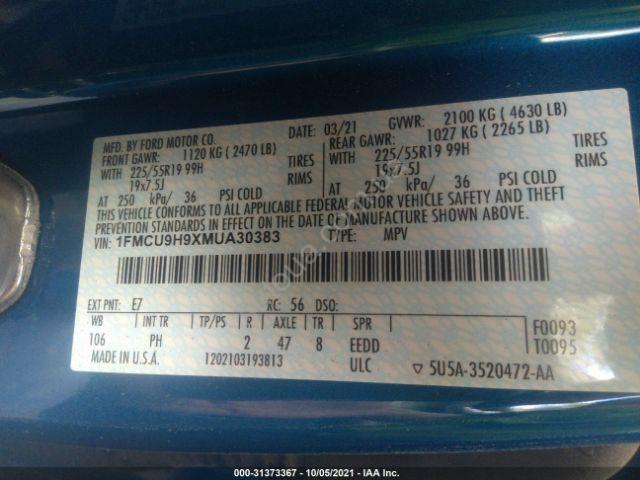 MFD. BY FORD MOTOR CO.
DATE: 03/21 GVWR: 2100 KG ( 4630 LB)
FRONT GAWR: 1120 KG ( 2470 LB) REAR GAWR: 1027 KG ( 2265 LB)
WITH 225/55R19 99H TIRES WITH 225/55R19 99H TIRES
19x7.5J RIMS 19x7.5J RIMS
AT 250 kPa/ 36 PSI COLD AT 250 kPa/ 36 PSI COLD
THIS VEHICLE CONFORMS TO ALL APPLICABLE FEDERAL MOTOR VEHICLE SAFETY AND THEFT
PREVENTION STANDARDS IN EFFECT ON THE DATE OF MANUFACTURE SHOWN ABOVE.
VIN: 1FMCU9H9XMUA30383 TYPE: MPV
EXT PNT: E7 RC: 56 DSO:
WB INT TR TP/PS R AXLE TR SPR F0093
106 PH 2 47 8 EEDD T0095
MADE IN U.S.A. 1202103193813 ULC 5U5A-3520472-AA
000-31373367 - 10/05/2021 - IAA Inc.